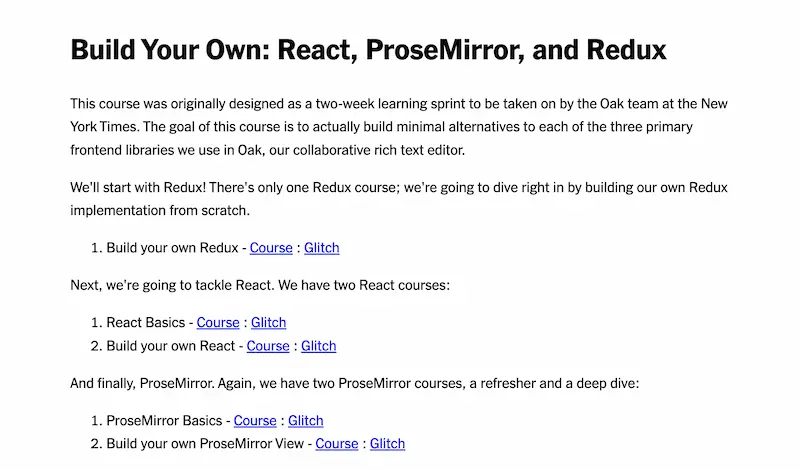 Build Your Own: React, ProseMirror, and Redux
This course was originally designed as a two-week learning sprint to be taken on by the Oak team at the New
York Times. The goal of this course is to actually build minimal alternatives to each of the three primary
frontend libraries we use in Oak, our collaborative rich text editor.
We'll start with Redux! There's only one Redux course; we're going to dive right in by building our own Redux
implementation from scratch.
1. Build your own Redux - Course : Glitch
Next, we're going to tackle React. We have two React courses:
1. React Basics - Course : Glitch
2. Build your own React - Course : Glitch
And finally, ProseMirror. Again, we have two ProseMirror courses, a refresher and a deep dive:
1. ProseMirror Basics - Course : Glitch
2. Build your own ProseMirror View - Course : Glitch